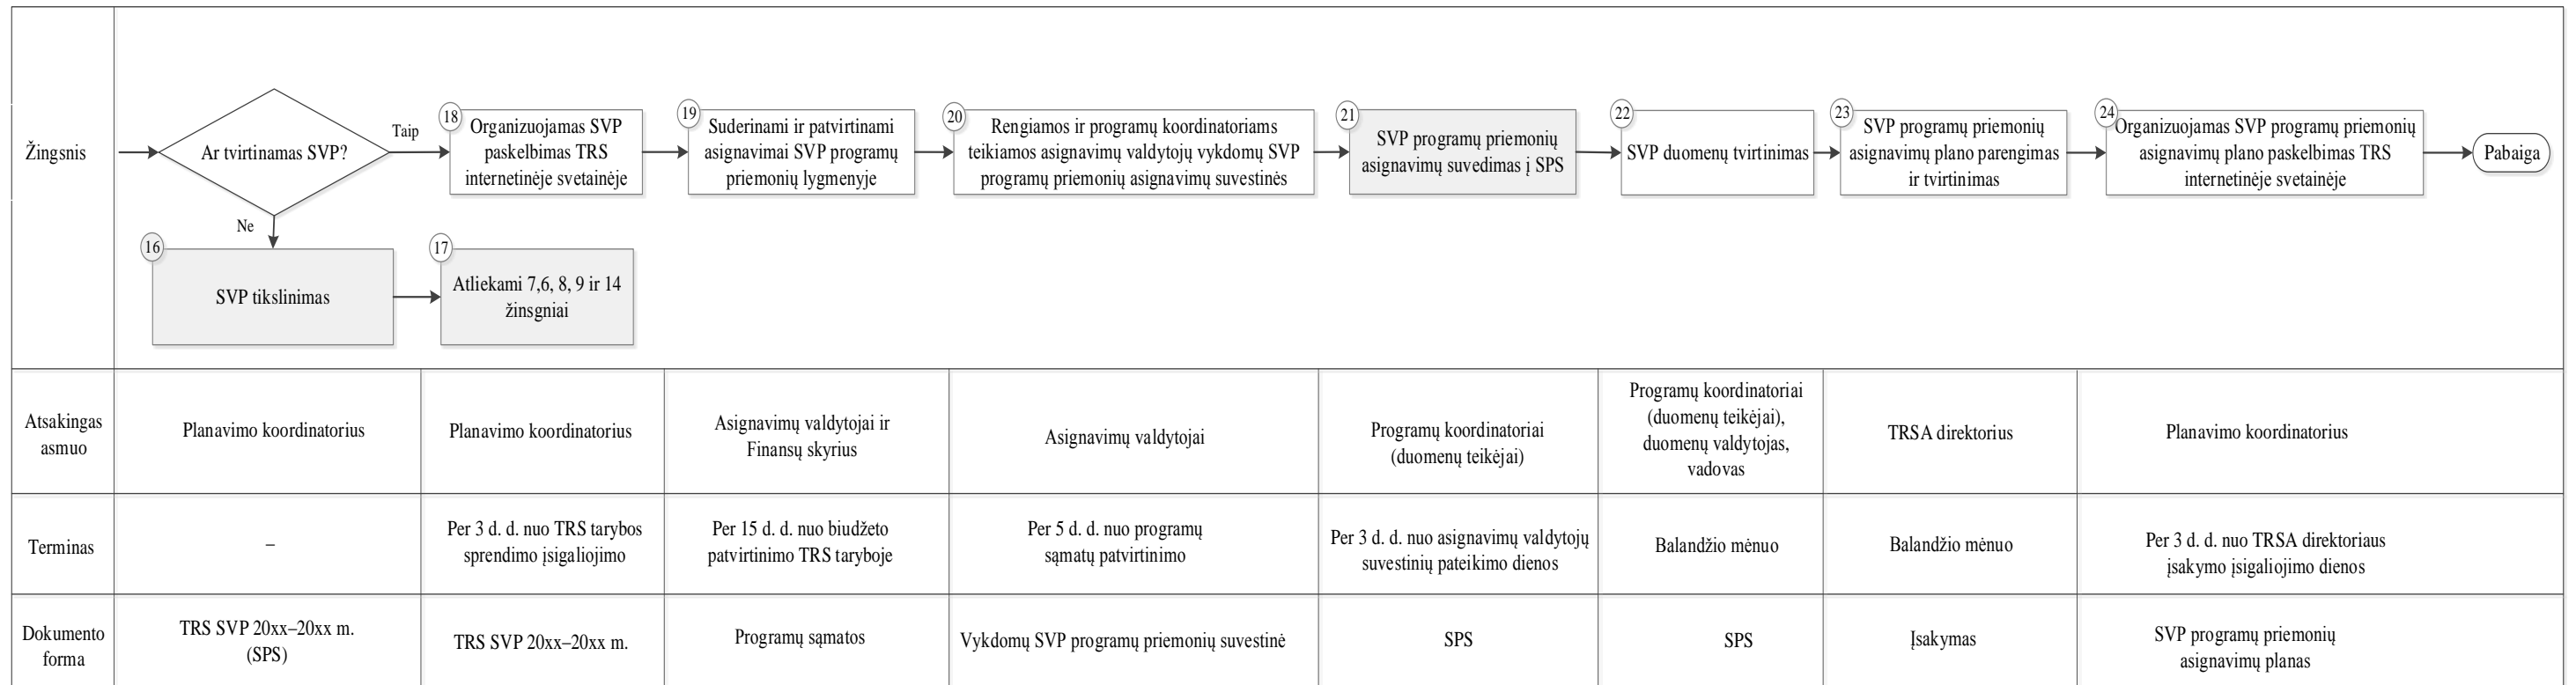 Žingsnis
Ar tvirtinamas SVP?
Taip
Ne
16
SVP tikslinimas
17
Atliekami 7,6, 8, 9 ir 14
žinsgniai
18
Organizuojamas SVP
paskelbimas TRS
internetinėje svetainėje
19
Suderinami ir patvirtinami
asignavimai SVP programų
priemonių lygmenyje
20
Rengiamos ir programų koordinatoriams
teikiamos asignavimų valdytojų vykdomų SVP
programų priemonių asignavimų suvestinės
21
SVP programų priemonių
asignavimų suvedimas į SPS
22
SVP duomenų tvirtinimas
23
SVP programų priemonių
asignavimų plano parengimas
ir tvirtinimas
24
Organizuojamas SVP programų priemonių
asignavimų plano paskelbimas TRS
internetinėje svetainėje
Pabaiga
Atsakingas
asmuo
Planavimo koordinatorius
Planavimo koordinatorius
Asignavimų valdytojai ir
Finansų skyrius
Asignavimų valdytojai
Programų koordinatoriai
(duomenų teikėjai)
Programų koordinatoriai
(duomenų teikėjai),
duomenų valdytojas,
vadovas
TRSA direktorius
Planavimo koordinatorius
Terminas
–
Per 3 d. d. nuo TRS tarybos
sprendimo įsigaliojimo
Per 15 d. d. nuo biudžeto
patvirtinimo TRS taryboje
Per 5 d. d. nuo programų
sąmatų patvirtinimo
Per 3 d. d. nuo asignavimų valdytojų
suvestinių pateikimo dienos
Balandžio mėnuo
Balandžio mėnuo
Per 3 d. d. nuo TRSA direktoriaus
įsakymo įsigaliojimo dienos
Dokumento
forma
TRS SVP 20xx–20xx m.
(SPS)
TRS SVP 20xx–20xx m.
Programų sąmatos
Vykdomų SVP programų priemonių suvestinė
SPS
SPS
Įsakymas
SVP programų priemonių
asignavimų planas